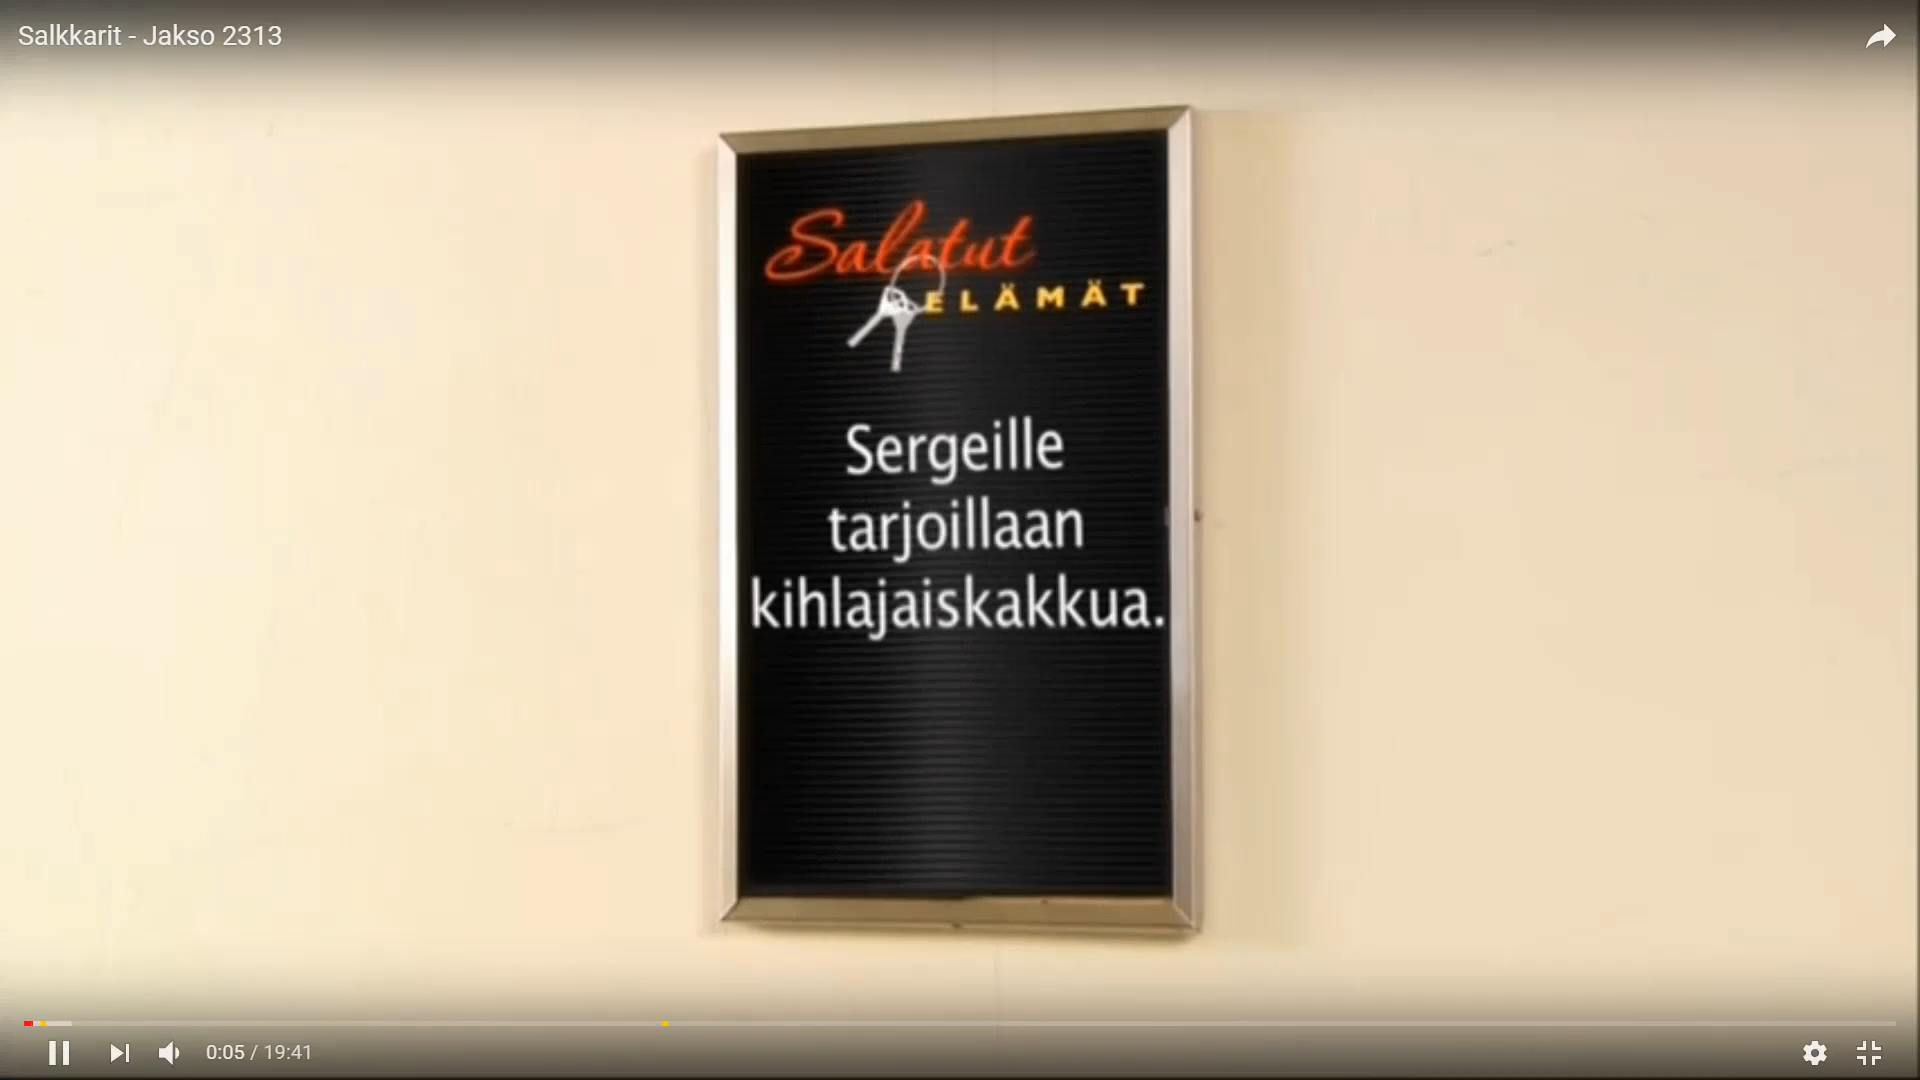 Salkkarit - Jakso 2313
Salatut
ELÄMÄT
Sergeille
tarjoillaan
kihlajaiskakkua.
0:05 / 19:41